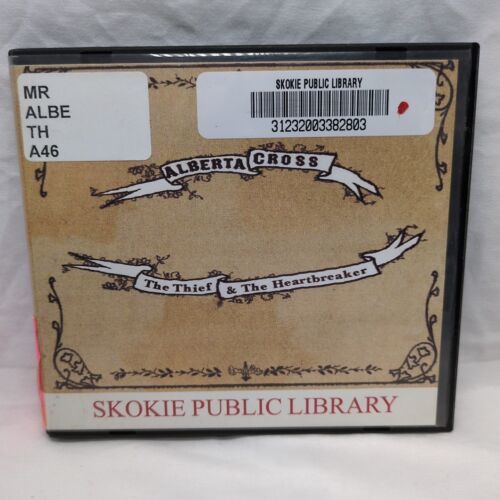 MR
ALBE
TH
A46
SKOKIE PUBLIC LIBRARY
31232003382803
ALBERTA CROSS
The Thief & The Heartbreaker
SKOKIE PUBLIC LIBRARY